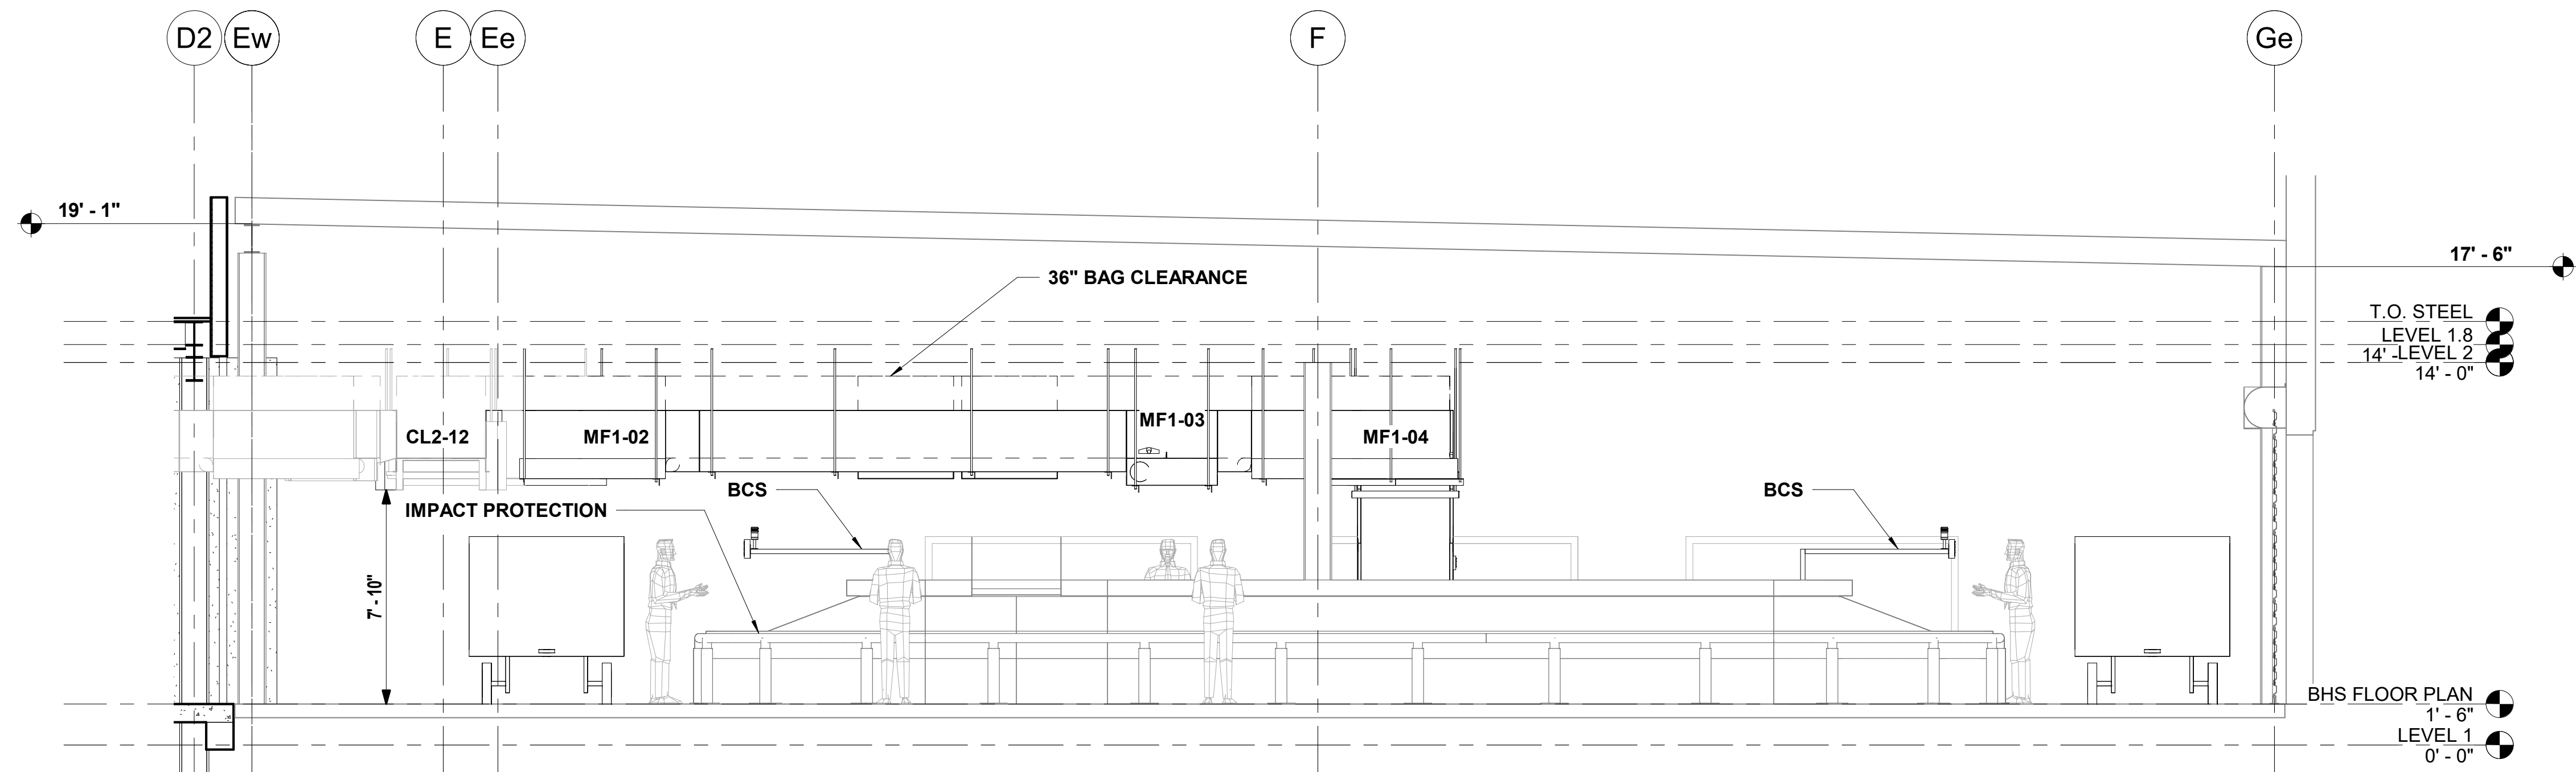 D2 Ew E Ee F Ge
19' - 1"
17' - 6"
36" BAG CLEARANCE
T.O. STEEL
LEVEL 1.8
14' -LEVEL 2
14' - 0"
CL2-12
MF1-02
MF1-03
MF1-04
BCS
BCS
IMPACT PROTECTION
7' - 10"
BHS FLOOR PLAN
1' - 6"
LEVEL 1
0' - 0"